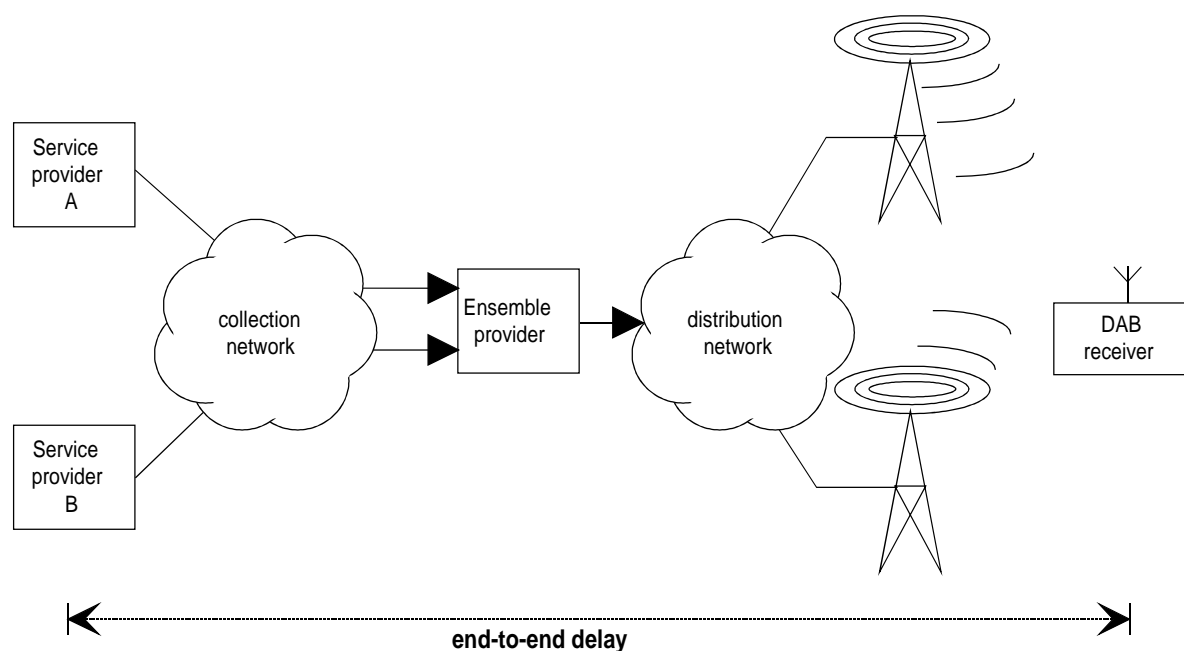 Service
provider
A
collection
network
Ensemble
provider
distribution
network
DAB
receiver
Service
provider
B
end-to-end delay